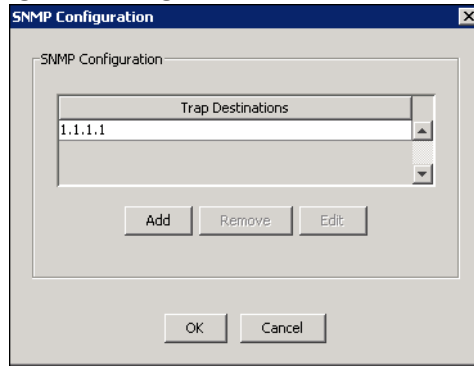 SNMP Configuration
SNMP Configuration
Trap Destinations
1.1.1.1
Add Remove Edit
OK Cancel